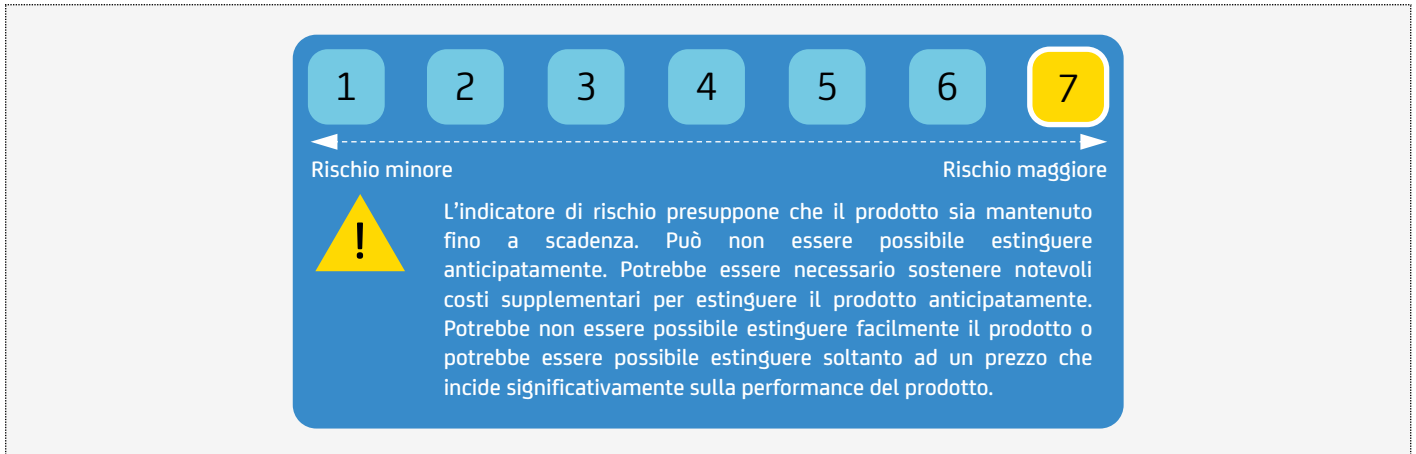 1 2 3 4 5 6 7
Rischio minore Rischio maggiore
!
L’indicatore di rischio presuppone che il prodotto sia mantenuto
fino a scadenza. Può non essere possibile estinguere
anticipatamente. Potrebbe essere necessario sostenere notevoli
costi supplementari per estinguere il prodotto anticipatamente.
Potrebbe non essere possibile estinguere facilmente il prodotto o
potrebbe essere possibile estinguere soltanto ad un prezzo che
incide significativamente sulla performance del prodotto.